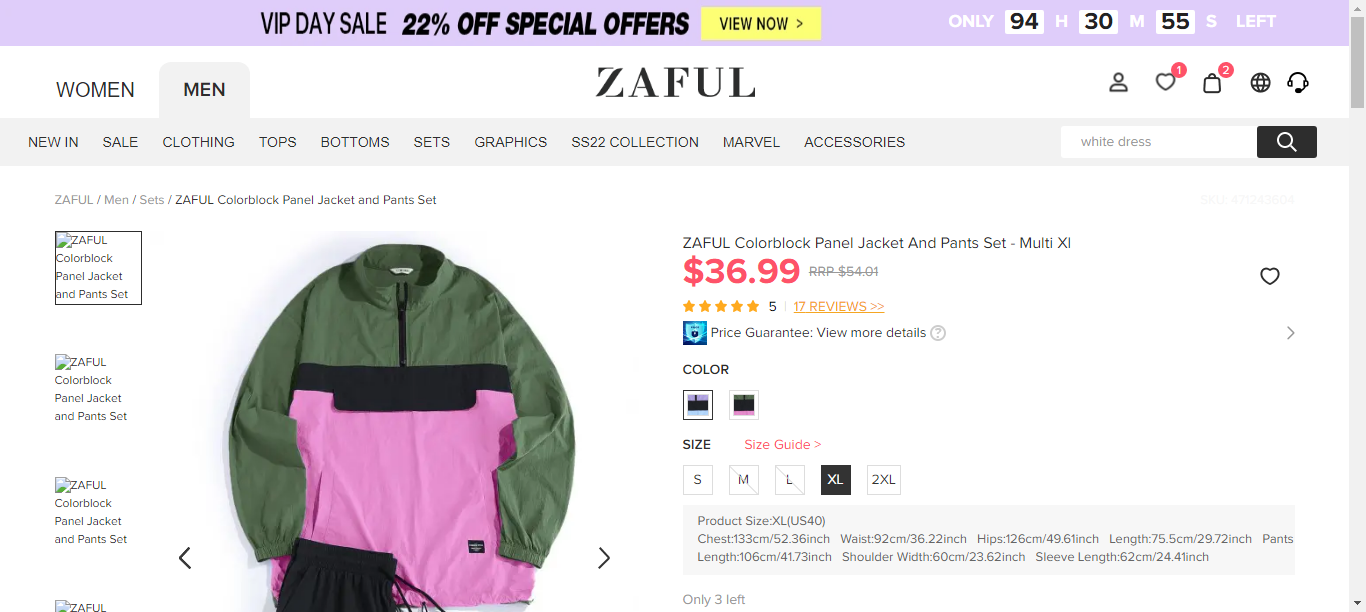 VIP DAY SALE 22% OFF SPECIAL OFFERS VIEW NOW >
ONLY 94 H 30 M 55 S LEFT
WOMEN MEN ZAFUL 1 2
NEW IN SALE CLOTHING TOPS BOTTOMS SETS GRAPHICS SS22 COLLECTION MARVEL ACCESSORIES white dress
ZAFUL / Men / Sets / ZAFUL Colorblock Panel Jacket and Pants Set
SKU: #71243604
ZAFUL
Colorblock
Panel Jacket
and Pants Set
ZAFUL
Colorblock
Panel Jacket
and Pants Set
ZAFUL
Colorblock
Panel Jacket
and Pants Set
ZAFUL
ZAFUL Colorblock Panel Jacket And Pants Set - Multi Xl
$36.99 RRP $54.01
5 | 17 REVIEWS >>
Price Guarantee: View more details ?
COLOR
SIZE Size Guide >
S M L XL 2XL
Product Size:XL(US40)
Chest:133cm/52.36inch Waist:92cm/36.22inch Hips:126cm/49.61inch Length:75.5cm/29.72inch Pants
Length:106cm/41.73inch Shoulder Width:60cm/23.62inch Sleeve Length:62cm/24.41inch
Only 3 left